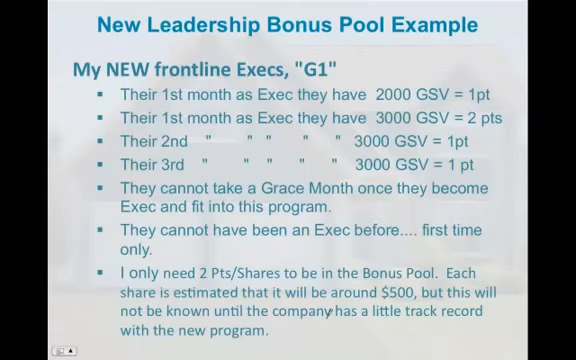 New Leadership Bonus Pool Example
My NEW frontline Execs, "G1"
▪ Their 1st month as Exec they have 2000 GSV = 1pt
▪ Their 1st month as Exec they have 3000 GSV = 2 pts
▪ Their 2nd " " " " " 3000 GSV = 1pt
▪ Their 3rd " " " " " 3000 GSV = 1 pt
▪ They cannot take a Grace Month once they become
Exec and fit into this program.
▪ They cannot have been an Exec before.... first time
only.
▪ I only need 2 Pts/Shares to be in the Bonus Pool. Each
share is estimated that it will be around $500, but this will
not be known until the company has a little track record
with the new program.